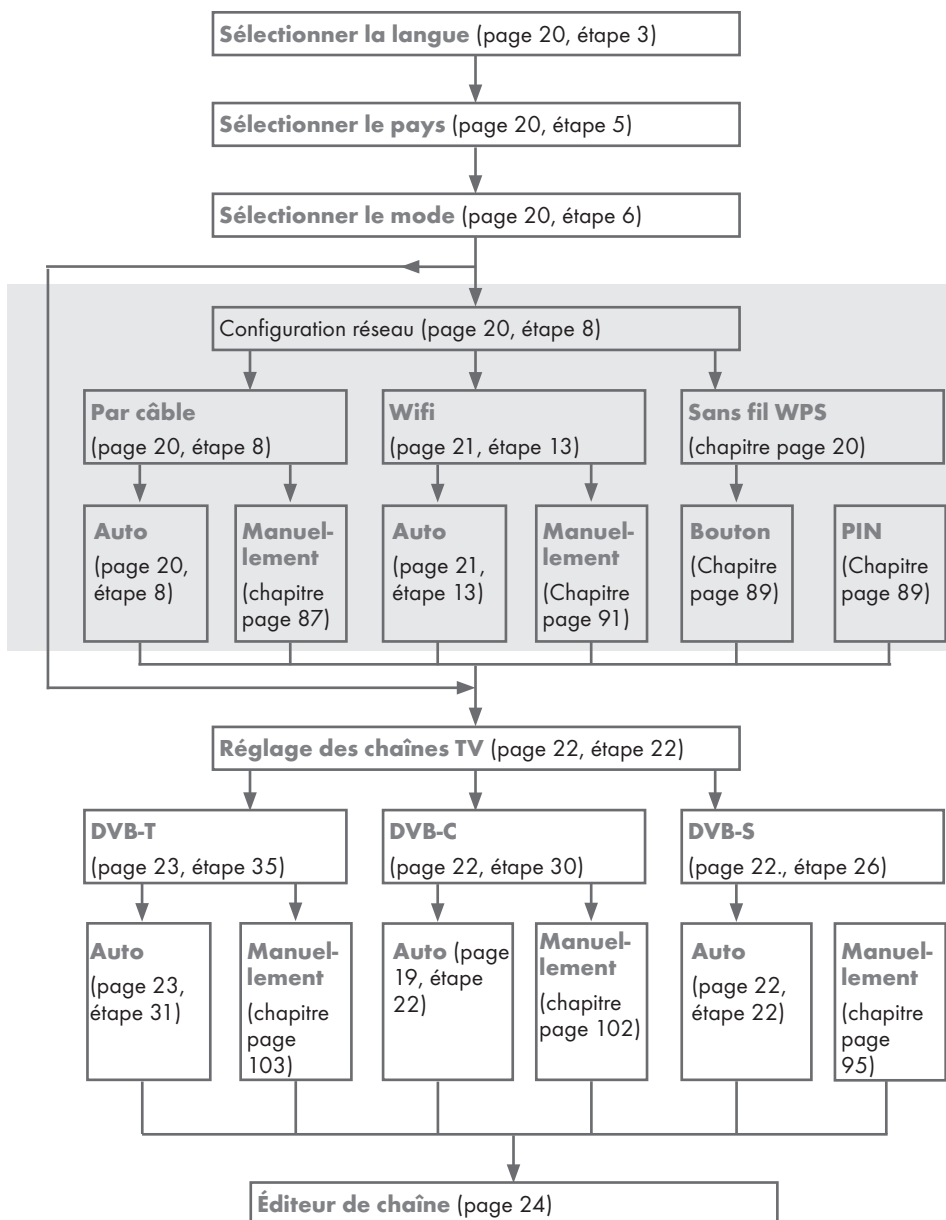 Sélectionner la langue (page 20, étape 3)
Sélectionner le pays (page 20, étape 5)
Sélectionner le mode (page 20, étape 6)
Configuration réseau (page 20, étape 8)
Par câble
(page 20, étape 8)
Wifi
(page 21, étape 13)
Sans fil WPS
(chapitre page 20)
Auto
(page 20,
étape 8)
Manuel-
lement
(chapitre
page 87)
Auto
(page 21,
étape 13)
Manuel-
lement
(Chapitre
page 91)
Bouton
(Chapitre
page 89)
PIN
(Chapitre
page 89)
Réglage des chaînes TV (page 22, étape 22)
DVB-T
(page 23, étape 35)
DVB-C
(page 22, étape 30)
DVB-S
(page 22., étape 26)
Auto
(page 23,
étape 31)
Manuel-
lement
(chapitre
page
103)
Auto (page
19, étape
22)
Manuel-
lement
(chapitre
page 102)
Auto
(page 22,
étape 22)
Manuel-
lement
(chapitre
page
95)
Éditeur de chaîne (page 24)